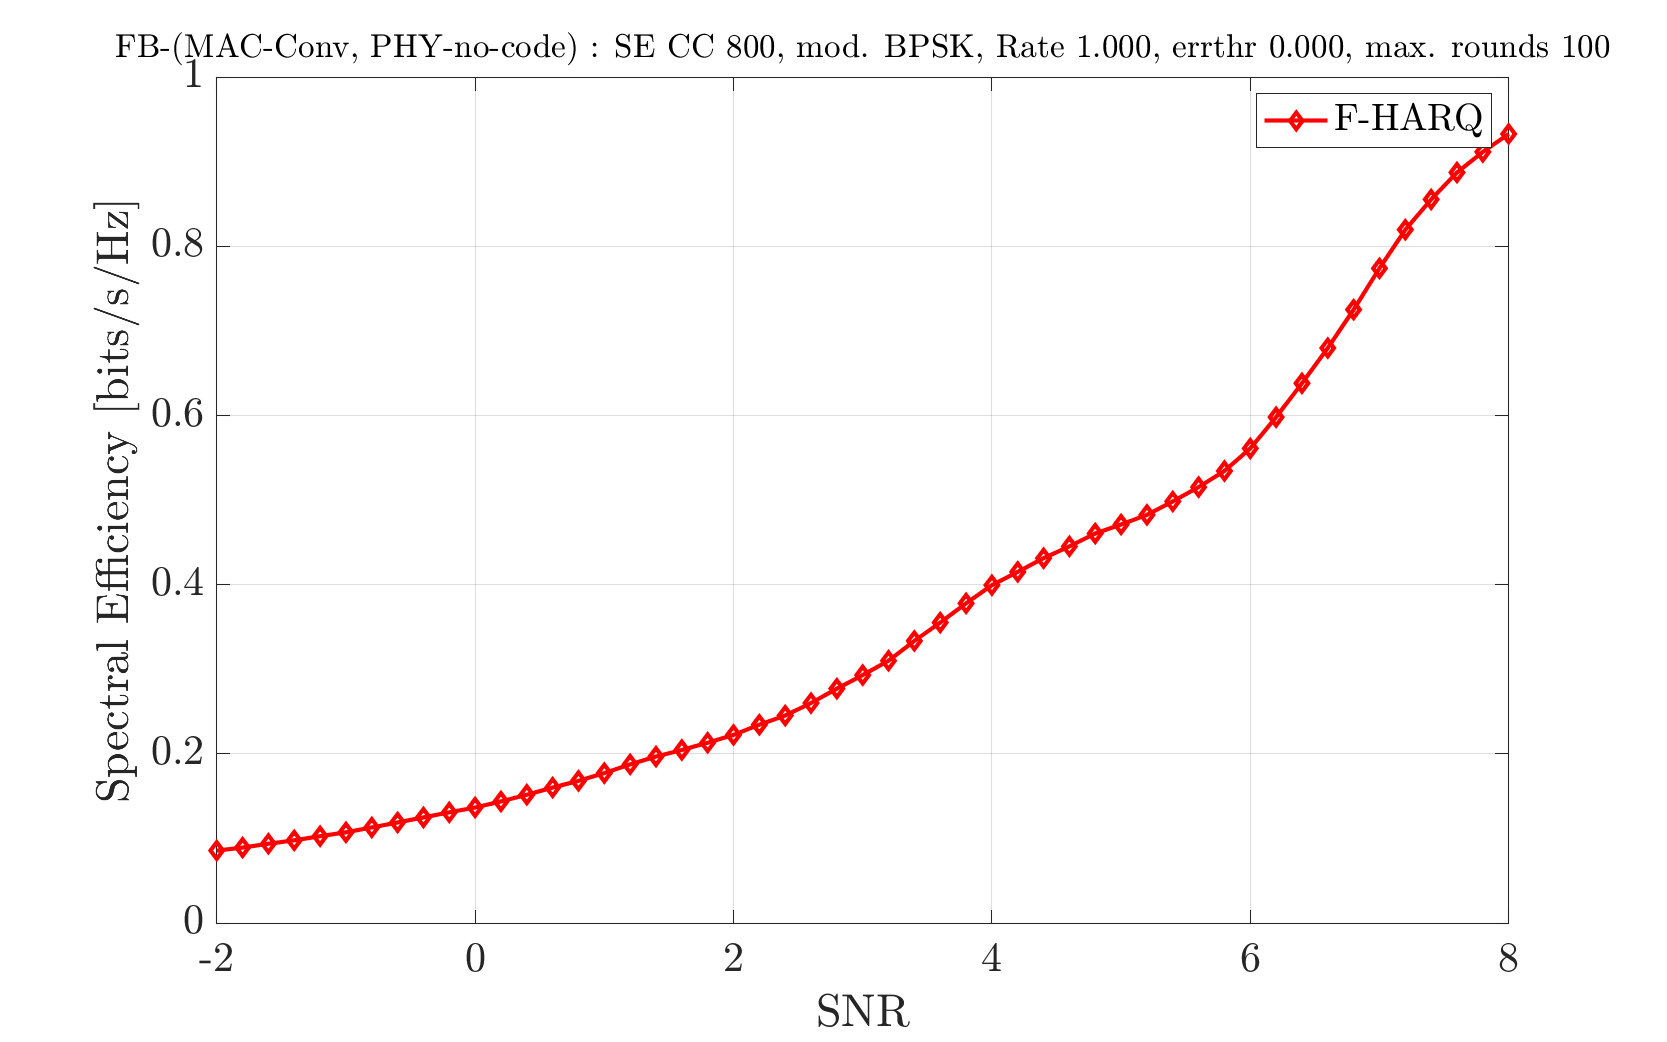 FB-(MAC-Conv, PHY-no-code) : SE CC 800, mod. BPSK, Rate 1.000, errthr 0.000, max. rounds 100
F-HARQ
1
0.8
0.6
0.4
0.2
0
-2 0 2 4 6 8
SNR
Spectral Efficiency [bits/s/Hz]